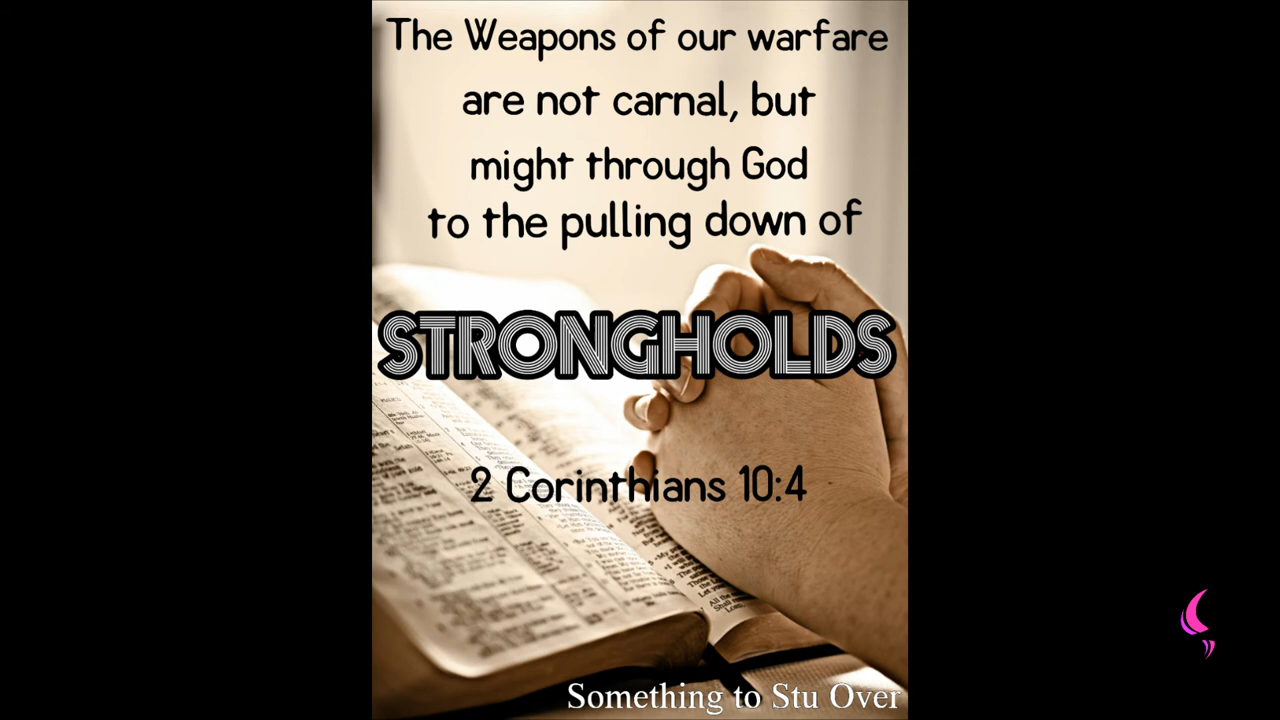 The Weapons of our warfare
are not carnal, but
might through God
to the pulling down of
STRONGHOLDS
2 Corinthians 10:4
Something to Stu Over